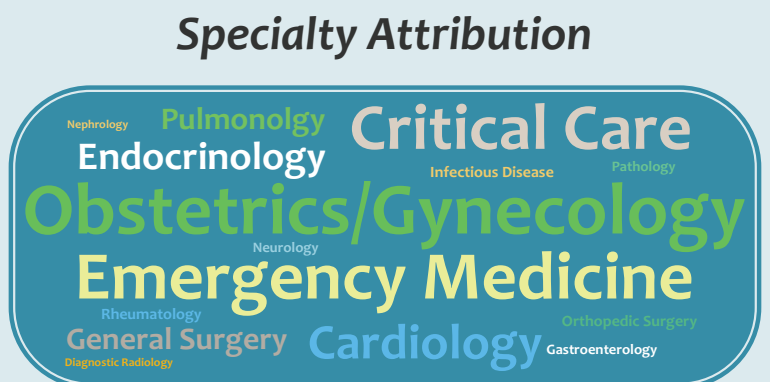 Specialty Attribution
Nephrology
Pulmonolgy
Critical Care
Endocrinology
Infectious Disease
Pathology
Obstetrics/Gynecology
Neurology
Emergency Medicine
Rheumatology
Orthopedic Surgery
General Surgery
Cardiology
Gastroenterology
Diagnostic Radiology